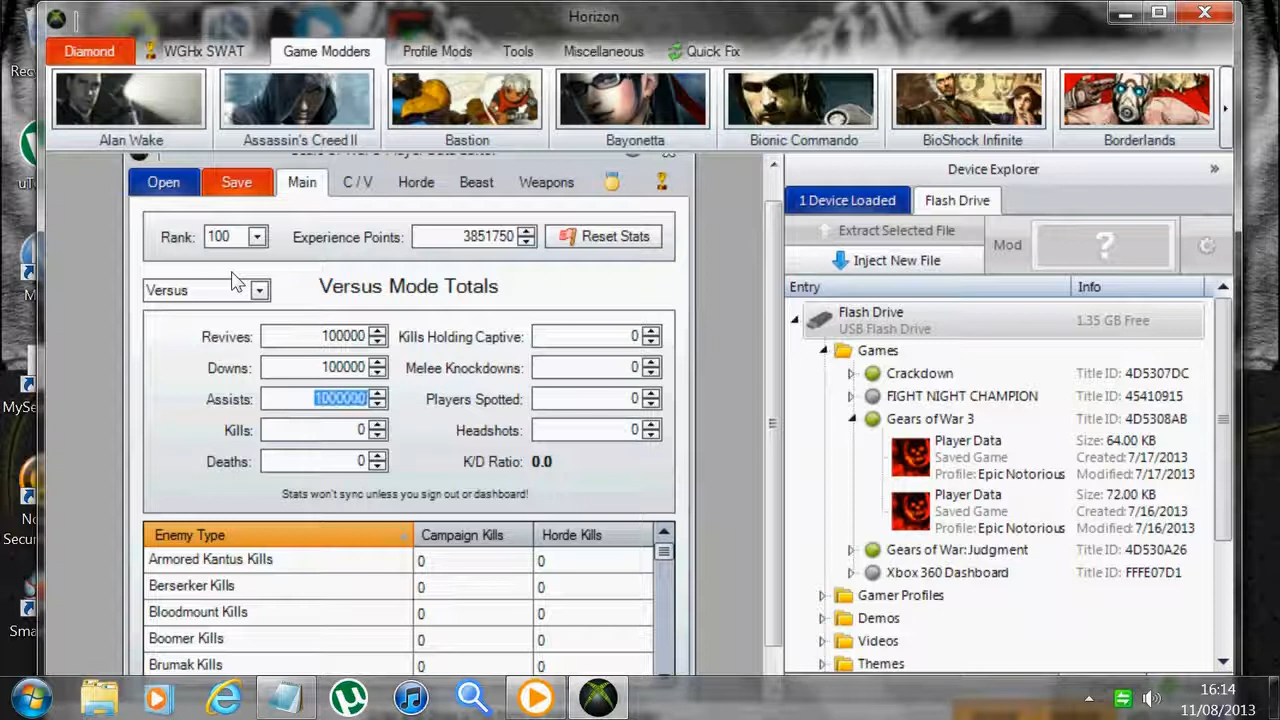 Horizon
Diamond WGHx SWAT Game Modders Profile Mods Tools Miscellaneous Quick Fix
Alan Wake Assassin's Creed II Bastion Bayonetta Bionic Commando BioShock Infinite Borderlands
Device Explorer »
Open Save Main C / V Horde Beast Weapons
1 Device Loaded Flash Drive
Rank: 100 Experience Points: 3851750 Reset Stats
Extract Selected File
Inject New File
Mod ?
Versus Versus Mode Totals
Entry Info
Revives: 100000 Kills Holding Captive: 0
Downs: 100000 Melee Knockdowns: 0
Assists: 1000000 Players Spotted: 0
Kills: 0 Headshots: 0
Deaths: 0 K/D Ratio: 0.0
Stats won't sync unless you sign out or dashboard!
Enemy Type Campaign Kills Horde Kills
Armored Kantus Kills 0 0
Berserker Kills 0 0
Bloodmount Kills 0 0
Boomer Kills 0 0
Brumak Kills 0 0
Flash Drive
USB Flash Drive 1.35 GB Free
Games
Crackdown Title ID: 4D5307DC
FIGHT NIGHT CHAMPION Title ID: 45410915
Gears of War 3 Title ID: 4D5308AB
Player Data Size: 64.00 KB
Saved Game Created: 7/17/2013
Profile: Epic Notorious Modified: 7/17/2013
Player Data Size: 72.00 KB
Saved Game Created: 7/16/2013
Profile: Epic Notorious Modified: 7/16/2013
Gears of War: Judgment Title ID: 4D530A26
Xbox 360 Dashboard Title ID: FFFE07D1
Gamer Profiles
Demos
Videos
Themes
Rec
uT
M
MySe
No
Secur
Sma
16:14
11/08/2013